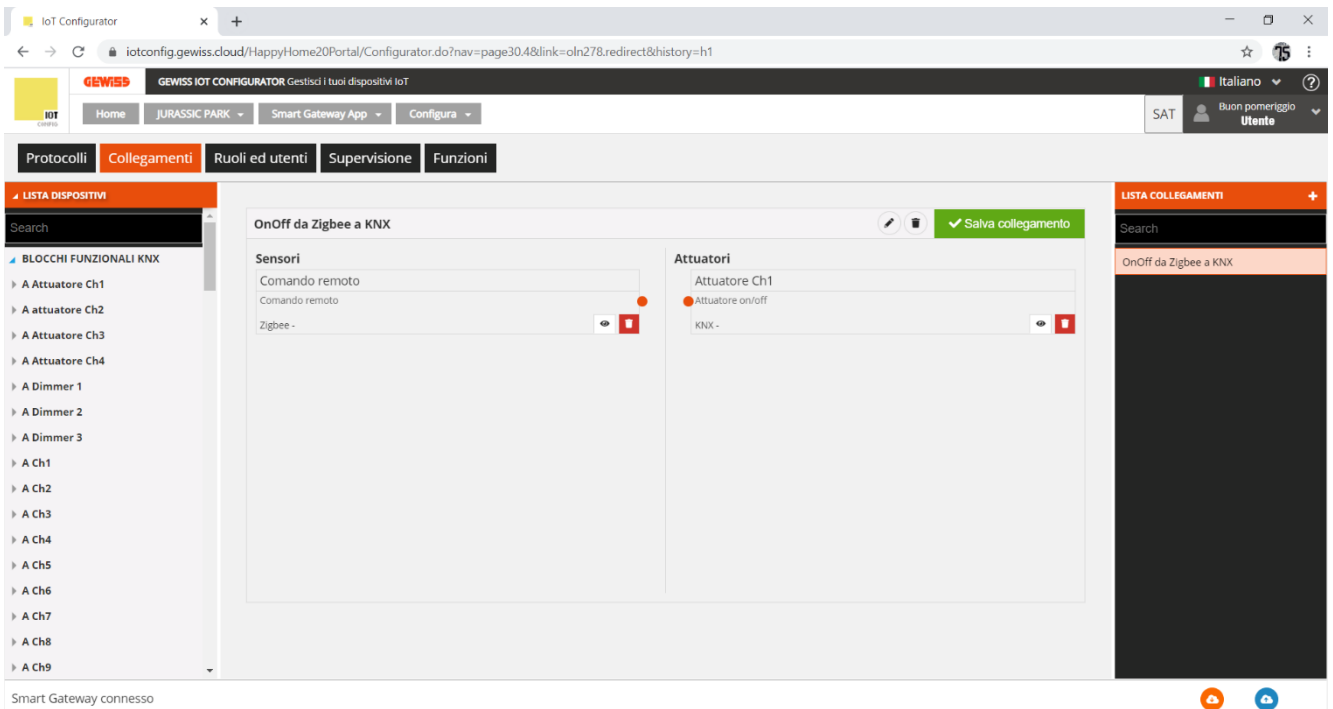 IoT Configurator
iotconfig.gewiss.cloud/HappyHome20Portal/Configurator.do?nav=page30.4&link=oln278.redirect&history=h1
75
GEWISS
GEWISS IOT CONFIGURATOR Gestisci i tuoi dispositivi IoT
Italiano
IOT
CONFIG.
Home
JURASSIC PARK
Smart Gateway App
Configura
SAT
Buon pomeriggio
Utente
Protocolli
Collegamenti
Ruoli ed utenti
Supervisione
Funzioni
LISTA DISPOSITIVI
Search
BLOCCHI FUNZIONALI KNX
A Attuatore Ch1
A attuatore Ch2
A Attuatore Ch3
A Attuatore Ch4
A Dimmer 1
A Dimmer 2
A Dimmer 3
A Ch1
A Ch2
A Ch3
A Ch4
A Ch5
A Ch6
A Ch7
A Ch8
A Ch9
OnOff da Zigbee a KNX
Salva collegamento
Sensori
Comando remoto
Comando remoto
Zigbee -
Attuatori
Attuatore Ch1
Attuatore on/off
KNX -
LISTA COLLEGAMENTI
Search
OnOff da Zigbee a KNX
Smart Gateway connesso